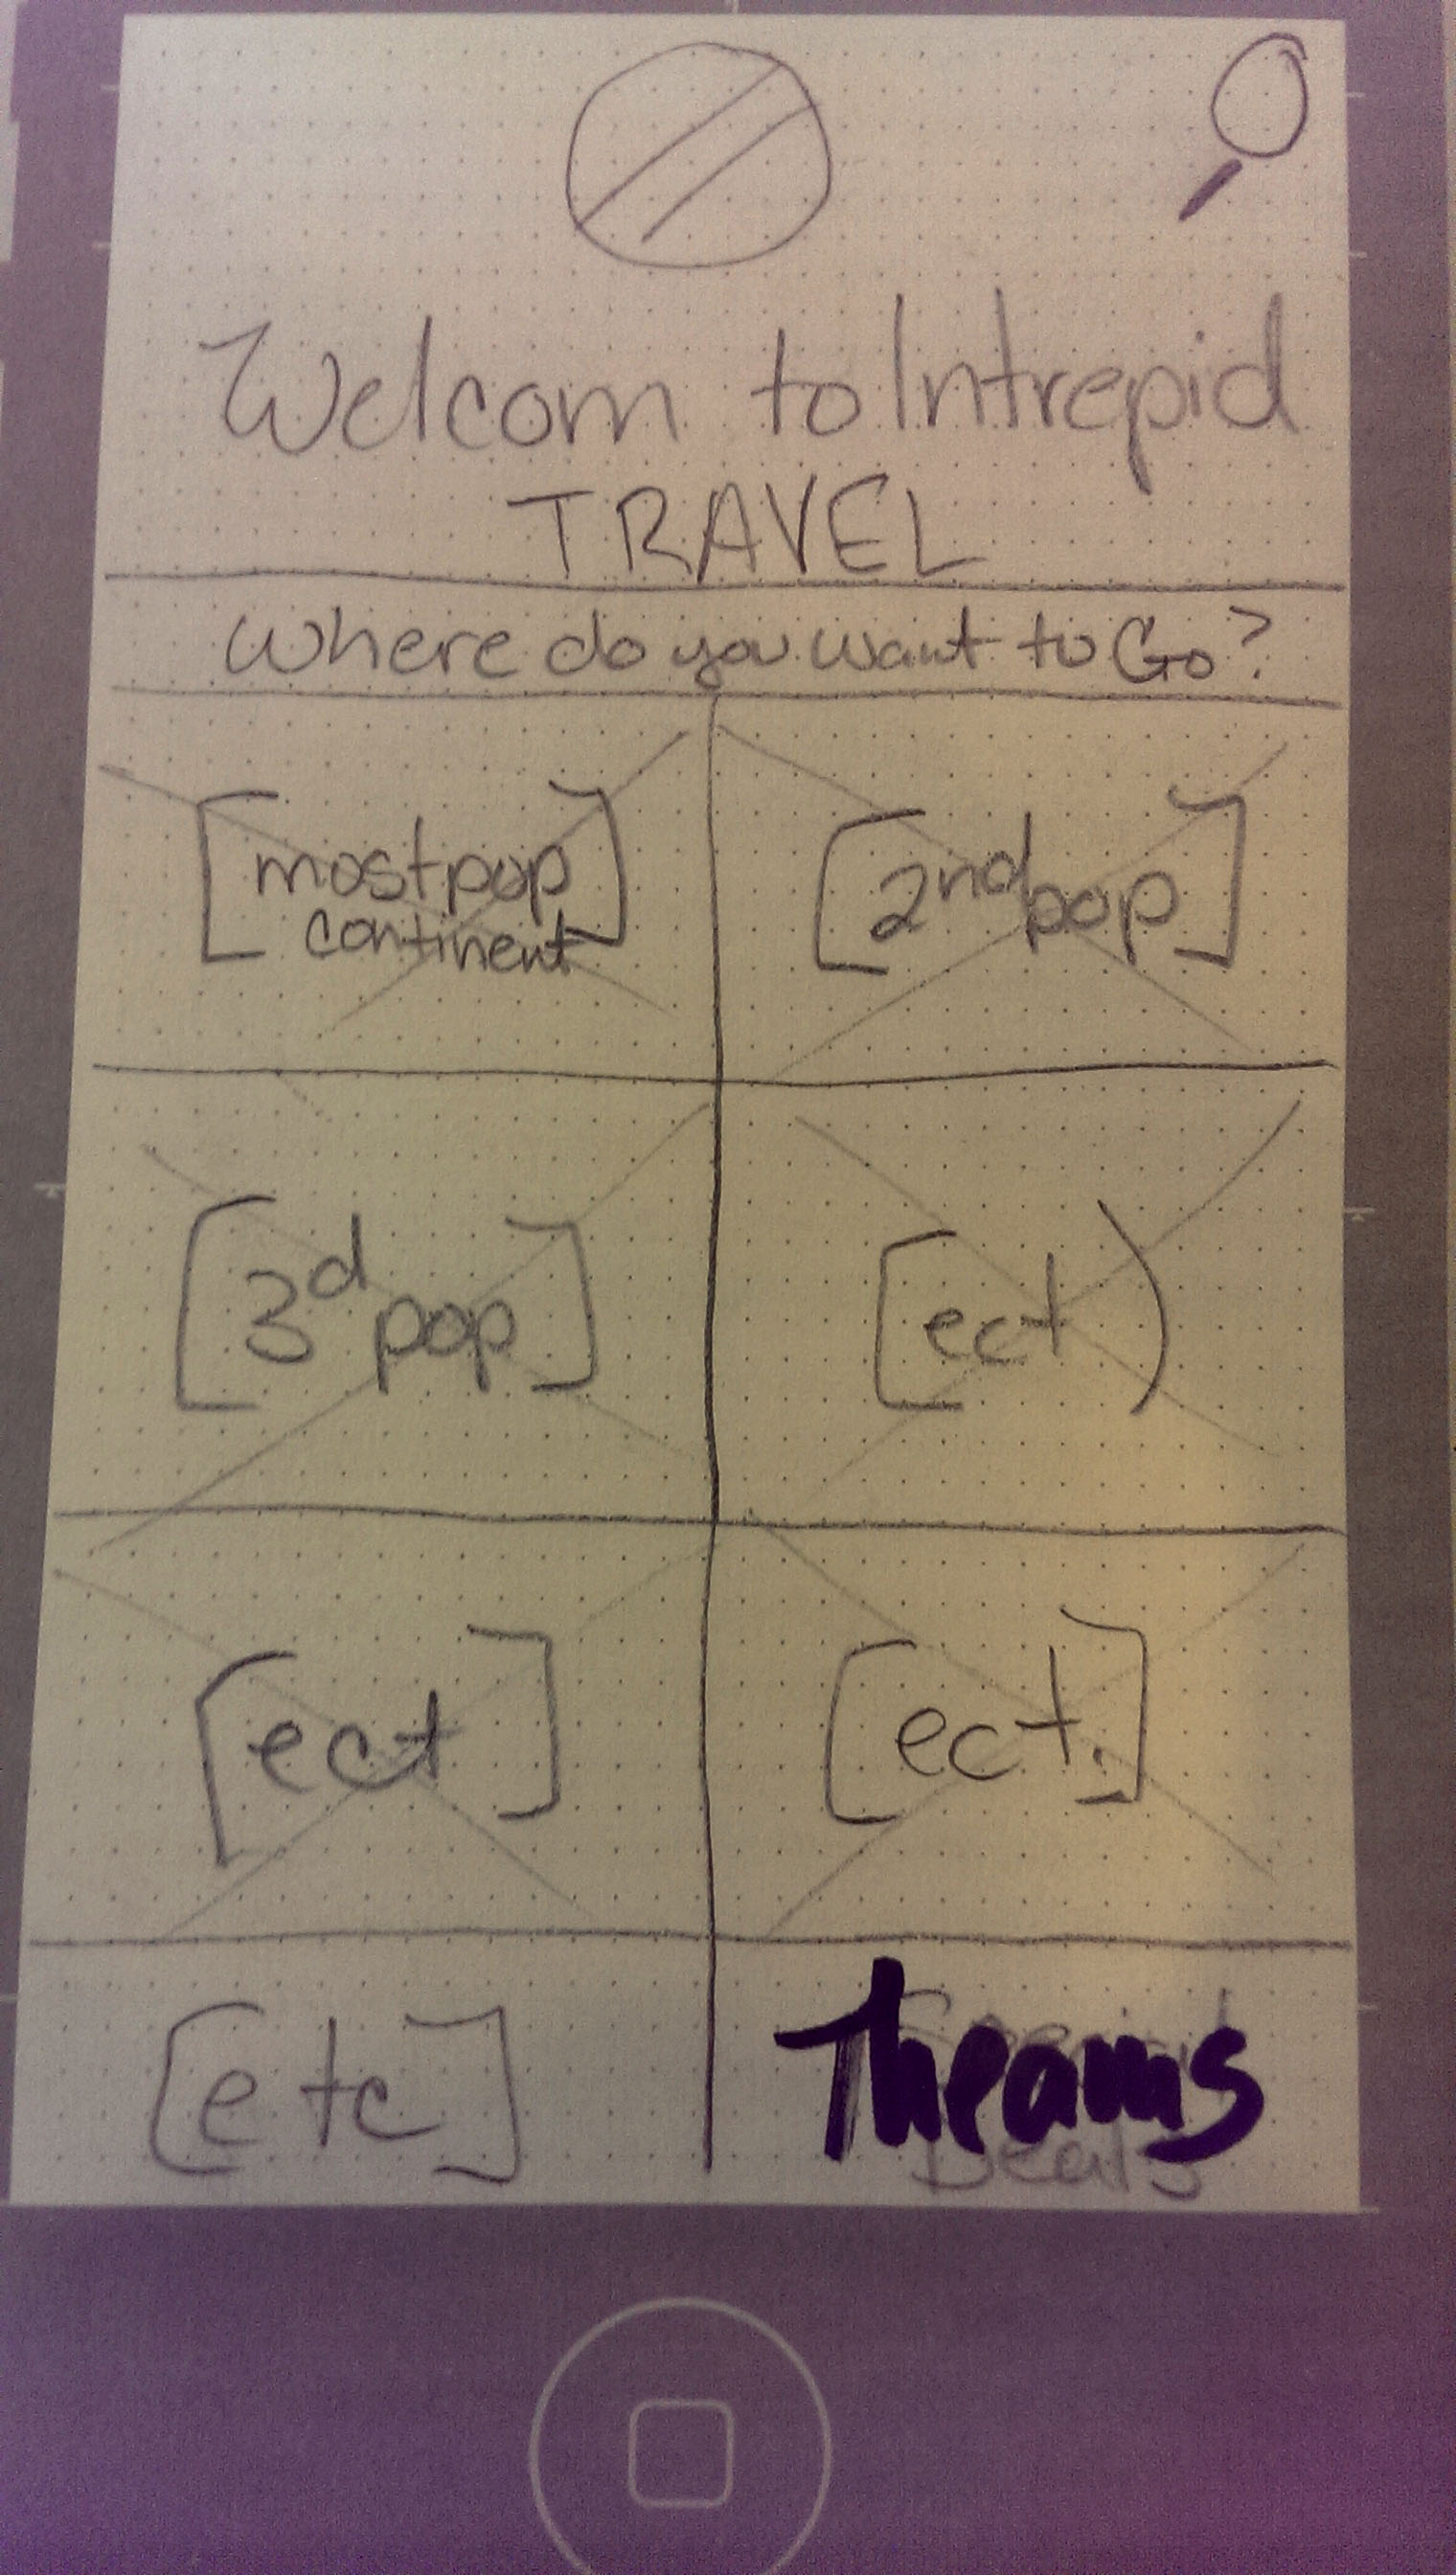 Welcom to Intrepid
TRAVEL
Where do you want to Go?
[most pop
continent]
[2nd pop]
[3d pop]
[ect)
[ect]
[ect.]
[etc]
Theams
Deals